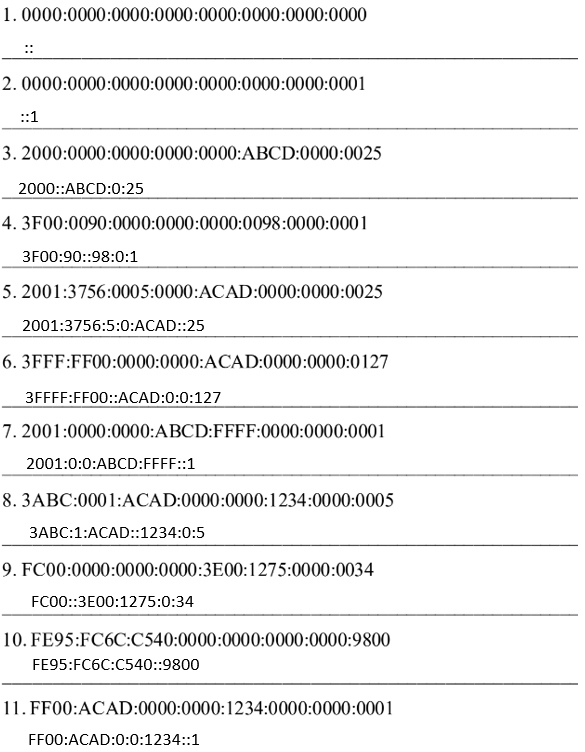 1. 0000:0000:0000:0000:0000:0000:0000:0000
::
2. 0000:0000:0000:0000:0000:0000:0000:0001
::1
3. 2000:0000:0000:0000:0000:ABCD:0000:0025
2000::ABCD:0:25
4. 3F00:0090:0000:0000:0000:0098:0000:0001
3F00:90::98:0:1
5. 2001:3756:0005:0000:ACAD:0000:0000:0025
2001:3756:5:0:ACAD::25
6. 3FFF:FF00:0000:0000:ACAD:0000:0000:0127
3FFFF:FF00::ACAD:0:0:127
7. 2001:0000:0000:ABCD:FFFF:0000:0000:0001
2001:0:0:ABCD:FFFF::1
8. 3ABC:0001:ACAD:0000:0000:1234:0000:0005
3ABC:1:ACAD::1234:0:5
9. FC00:0000:0000:0000:3E00:1275:0000:0034
FC00::3E00:1275:0:34
10. FE95:FC6C:C540:0000:0000:0000:0000:9800
FE95:FC6C:C540::9800
11. FF00:ACAD:0000:0000:1234:0000:0000:0001
FF00:ACAD:0:0:1234::1